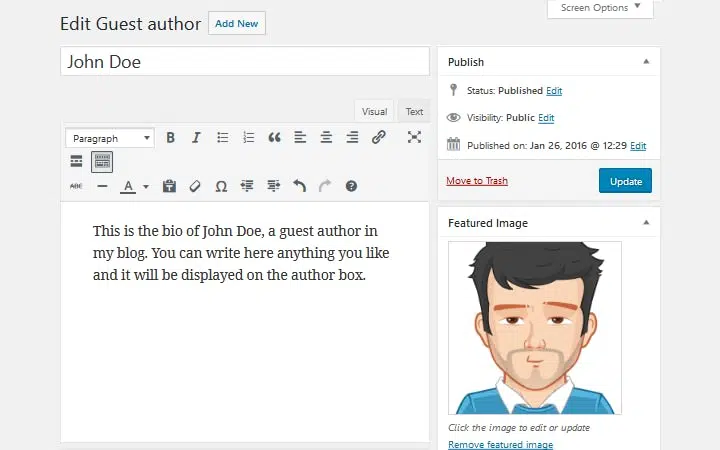 Screen Options
Edit Guest author Add New
John Doe
Visual Text
Paragraph
B I
ABC A Ω ?
This is the bio of John Doe, a guest author in
my blog. You can write here anything you like
and it will be displayed on the author box.
Publish
Status: Published Edit
Visibility: Public Edit
Published on: Jan 26, 2016 @ 12:29 Edit
Move to Trash Update
Featured Image
Click the image to edit or update
Remove featured image